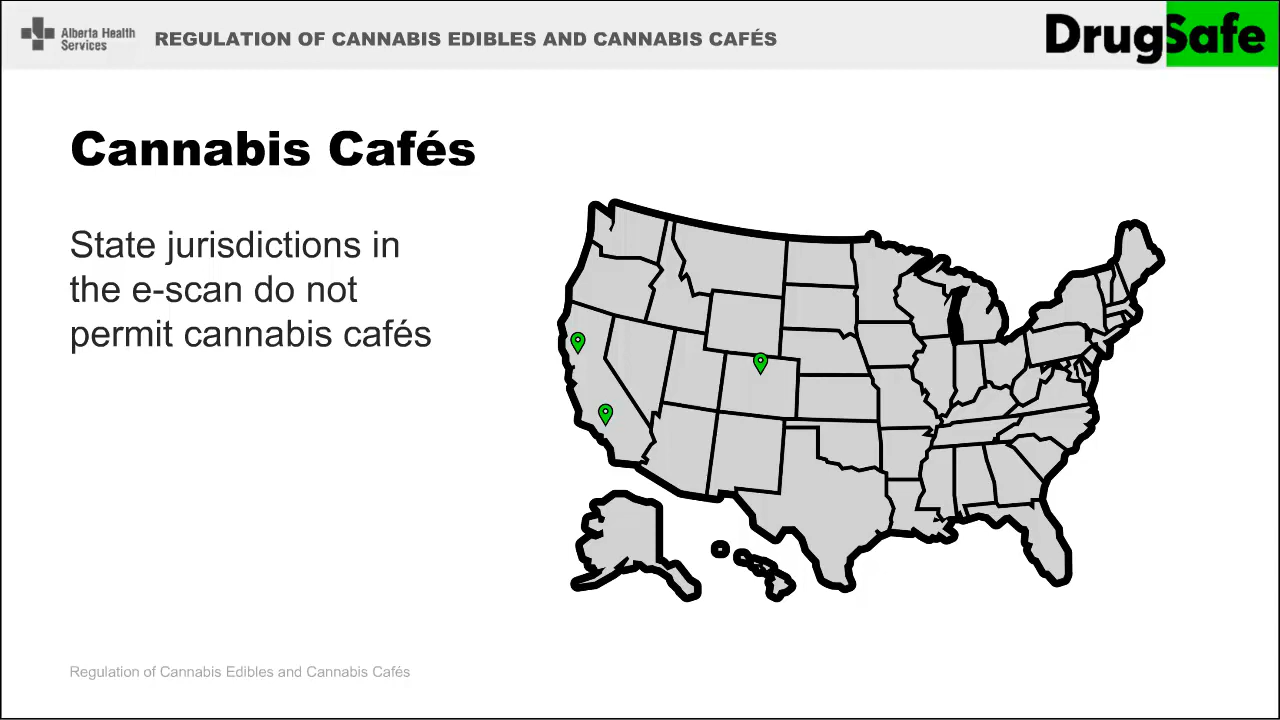 Alberta Health
Services
REGULATION OF CANNABIS EDIBLES AND CANNABIS CAFÉS
DrugSafe
Cannabis Cafés
State jurisdictions in
the e-scan do not
permit cannabis cafés
Regulation of Cannabis Edibles and Cannabis Cafés